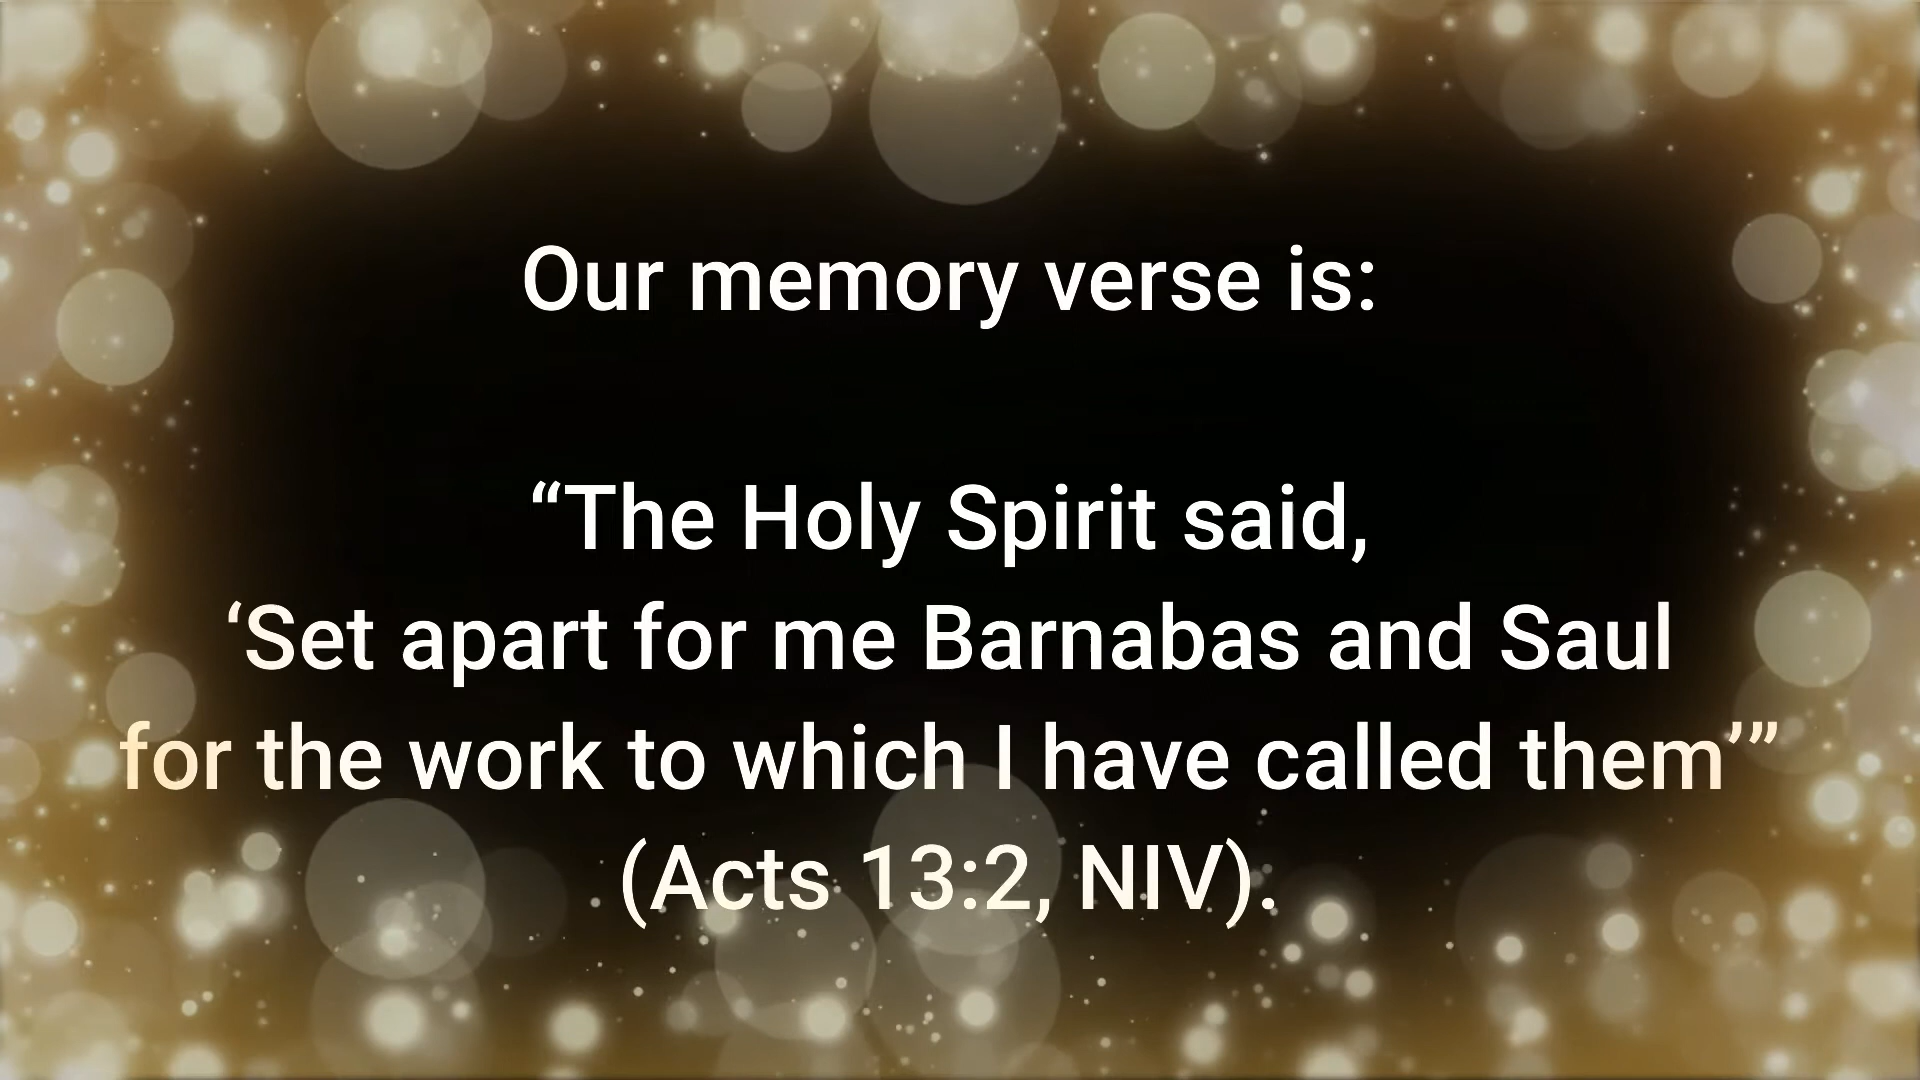 Our memory verse is:
“The Holy Spirit said,
‘Set apart for me Barnabas and Saul
for the work to which I have called them’”
(Acts 13:2, NIV).